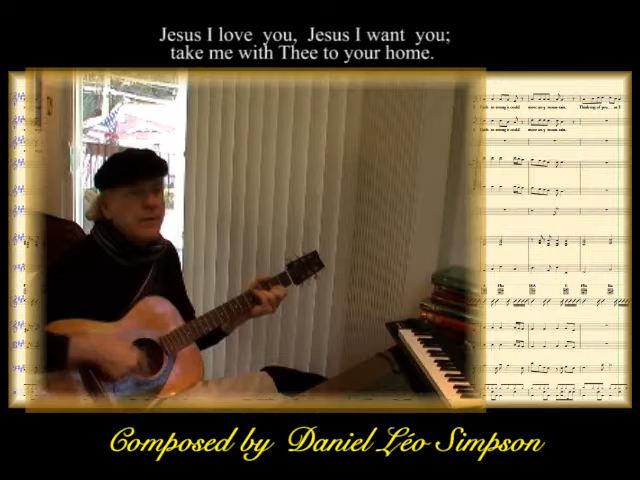 Jesus I love you, Jesus I want you;
take me with Thee to your home.
Composed by Daniel Léo Simpson